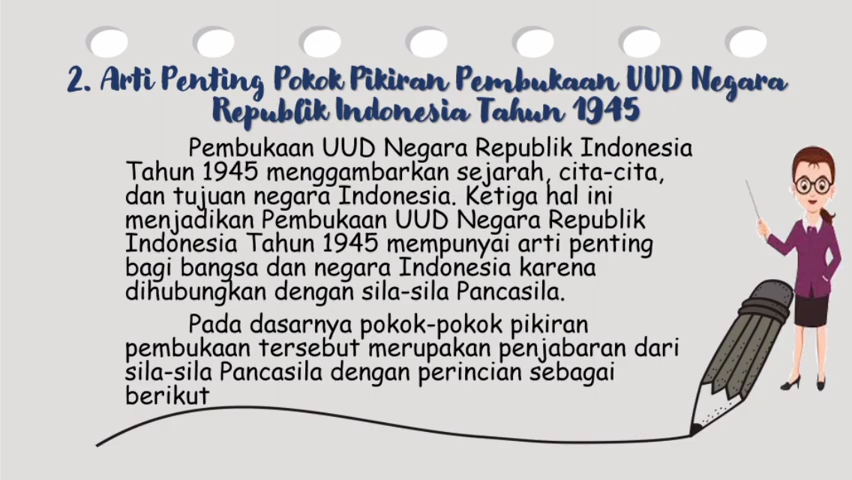 2. Arti Penting Pokok Pikiran Pembukaan UUD Negara
Republik Indonesia Tahun 1945
Pembukaan UUD Negara Republik Indonesia
Tahun 1945 menggambarkan sejarah, cita-cita,
dan tujuan negara Indonesia. Ketiga hal ini
menjadikan Pembukaan UUD Negara Republik
Indonesia Tahun 1945 mempunyai arti penting
bagi bangsa dan negara Indonesia karena
dihubungkan dengan sila-sila Pancasila.
Pada dasarnya pokok-pokok pikiran
pembukaan tersebut merupakan penjabaran dari
sila-sila Pancasila dengan perincian sebagai
berikut